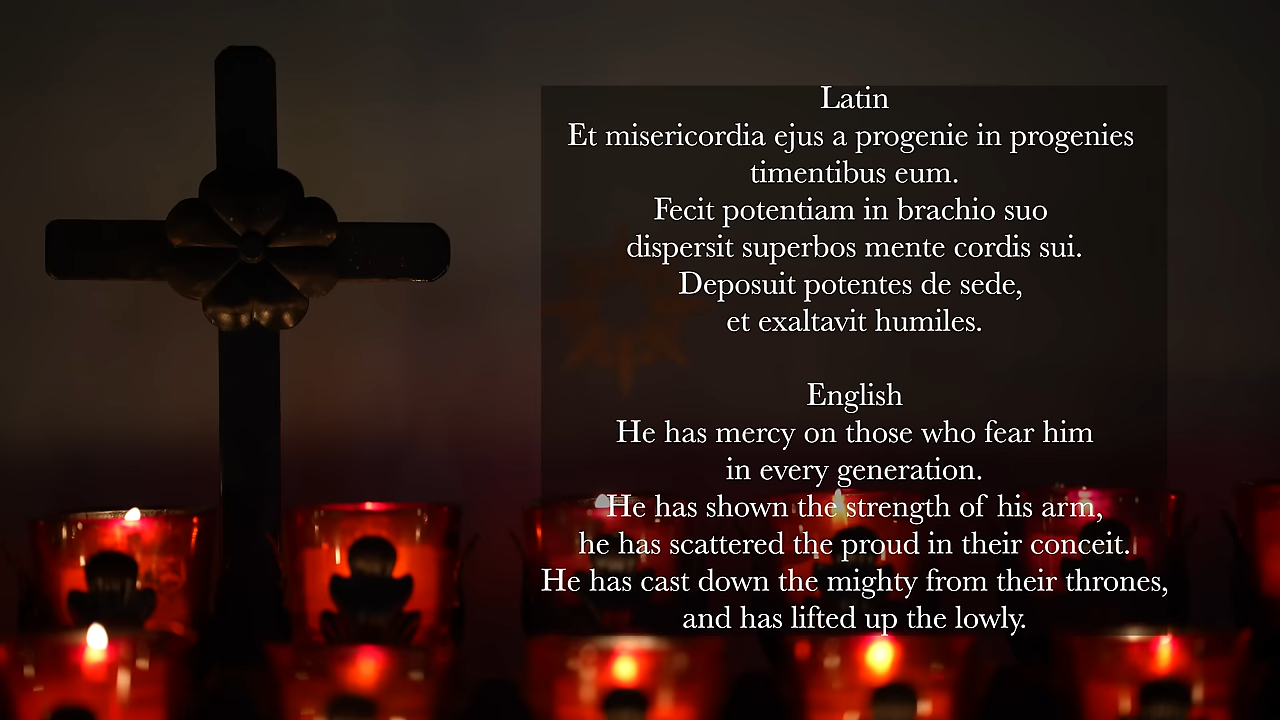 Latin
Et misericordia ejus a progenie in progenies
timentibus eum.
Fecit potentiam in brachio suo
dispersit superbos mente cordis sui.
Deposuit potentes de sede,
et exaltavit humiles.
English
He has mercy on those who fear him
in every generation.
He has shown the strength of his arm,
he has scattered the proud in their conceit.
He has cast down the mighty from their thrones,
and has lifted up the lowly.